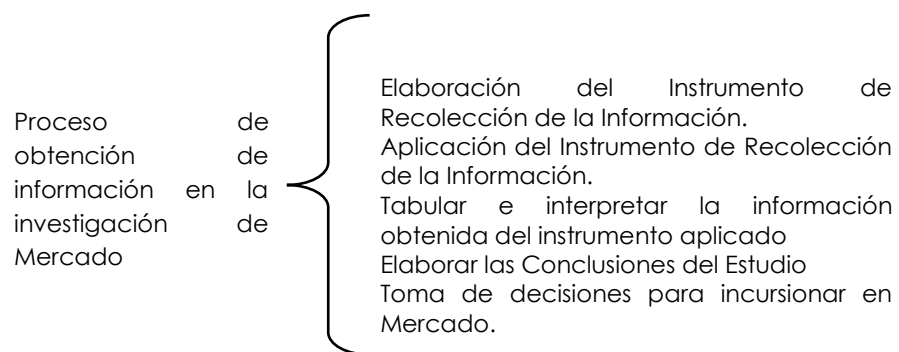 Proceso de
obtención de
información en la
investigación de
Mercado
Elaboración del Instrumento de
Recolección de la Información.
Aplicación del Instrumento de Recolección
de la Información.
Tabular e interpretar la información
obtenida del instrumento aplicado
Elaborar las Conclusiones del Estudio
Toma de decisiones para incursionar en
Mercado.